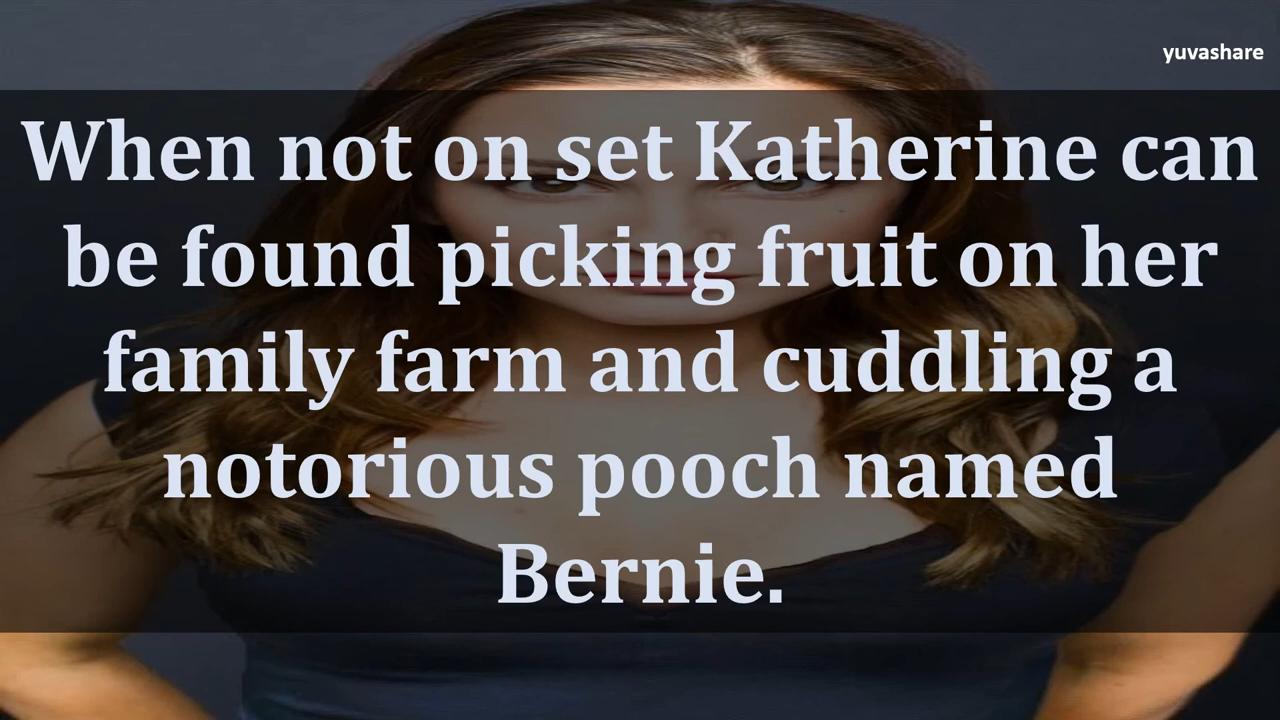 yuvashare
When not on set Katherine can
be found picking fruit on her
family farm and cuddling a
notorious pooch named
Bernie.